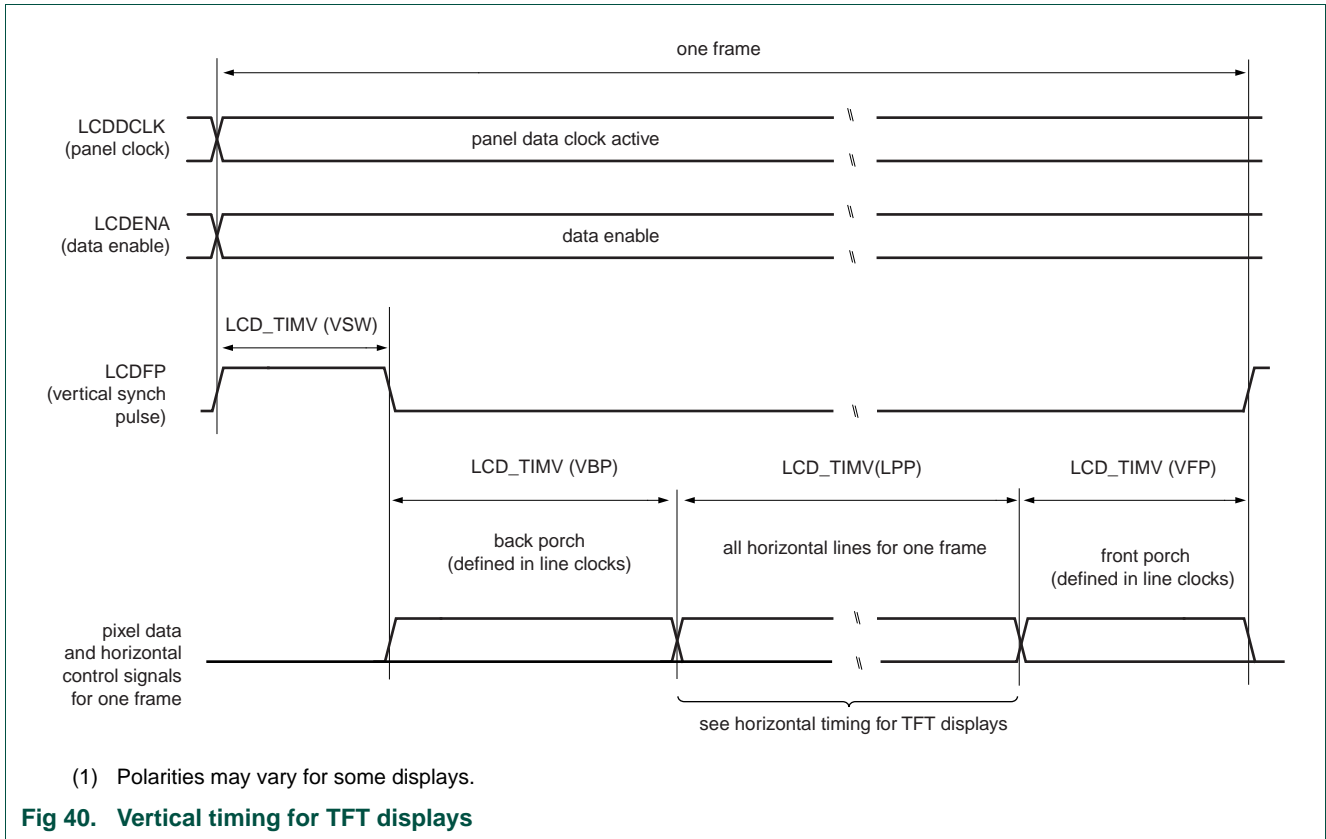 one frame
LCDDCLK
(panel clock)
panel data clock active
LCDENA
(data enable)
data enable
LCD_TIMV (VSW)
LCDFP
(vertical synch
pulse)
LCD_TIMV (VBP)
LCD_TIMV(LPP)
LCD_TIMV (VFP)
back porch
(defined in line clocks)
all horizontal lines for one frame
front porch
(defined in line clocks)
pixel data
and horizontal
control signals
for one frame
see horizontal timing for TFT displays
(1) Polarities may vary for some displays.
Fig 40. Vertical timing for TFT displays